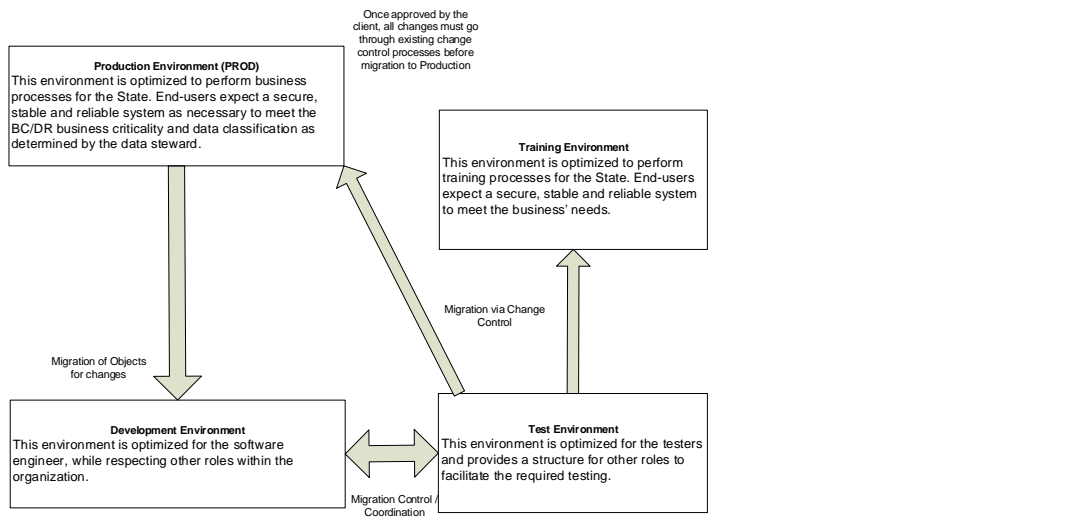 Once approved by the
client, all changes must go
through existing change
control processes before
migration to Production
Production Environment (PROD)
This environment is optimized to perform business
processes for the State. End-users expect a secure,
stable and reliable system as necessary to meet the
BC/DR business criticality and data classification as
determined by the data steward.
Training Environment
This environment is optimized to perform
training processes for the State. End-users
expect a secure, stable and reliable system
to meet the business' needs.
Migration via Change
Control
Migration of Objects
for changes
Development Environment
This environment is optimized for the software
engineer, while respecting other roles within the
organization.
Test Environment
This environment is optimized for the testers
and provides a structure for other roles to
facilitate the required testing.
Migration Control /
Coordination